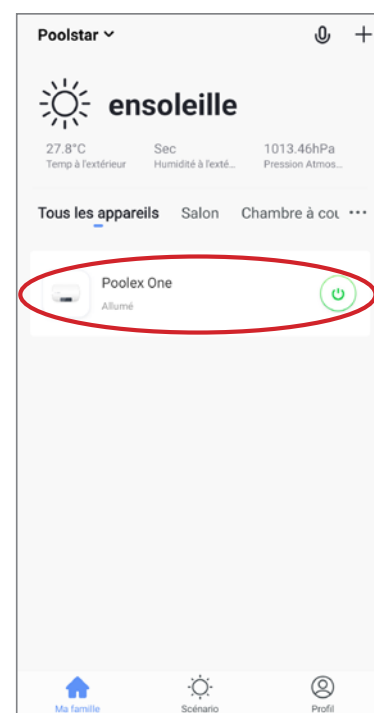 Poolstar
ensoleille
27.8°C Sec 1013.46hPa
Temp à l'extérieur Humidité à l'exté... Pression Atmos...
Tous les appareils Salon Chambre à cou ...
Poolex One
Allumé
Ma famille Scénario Profil